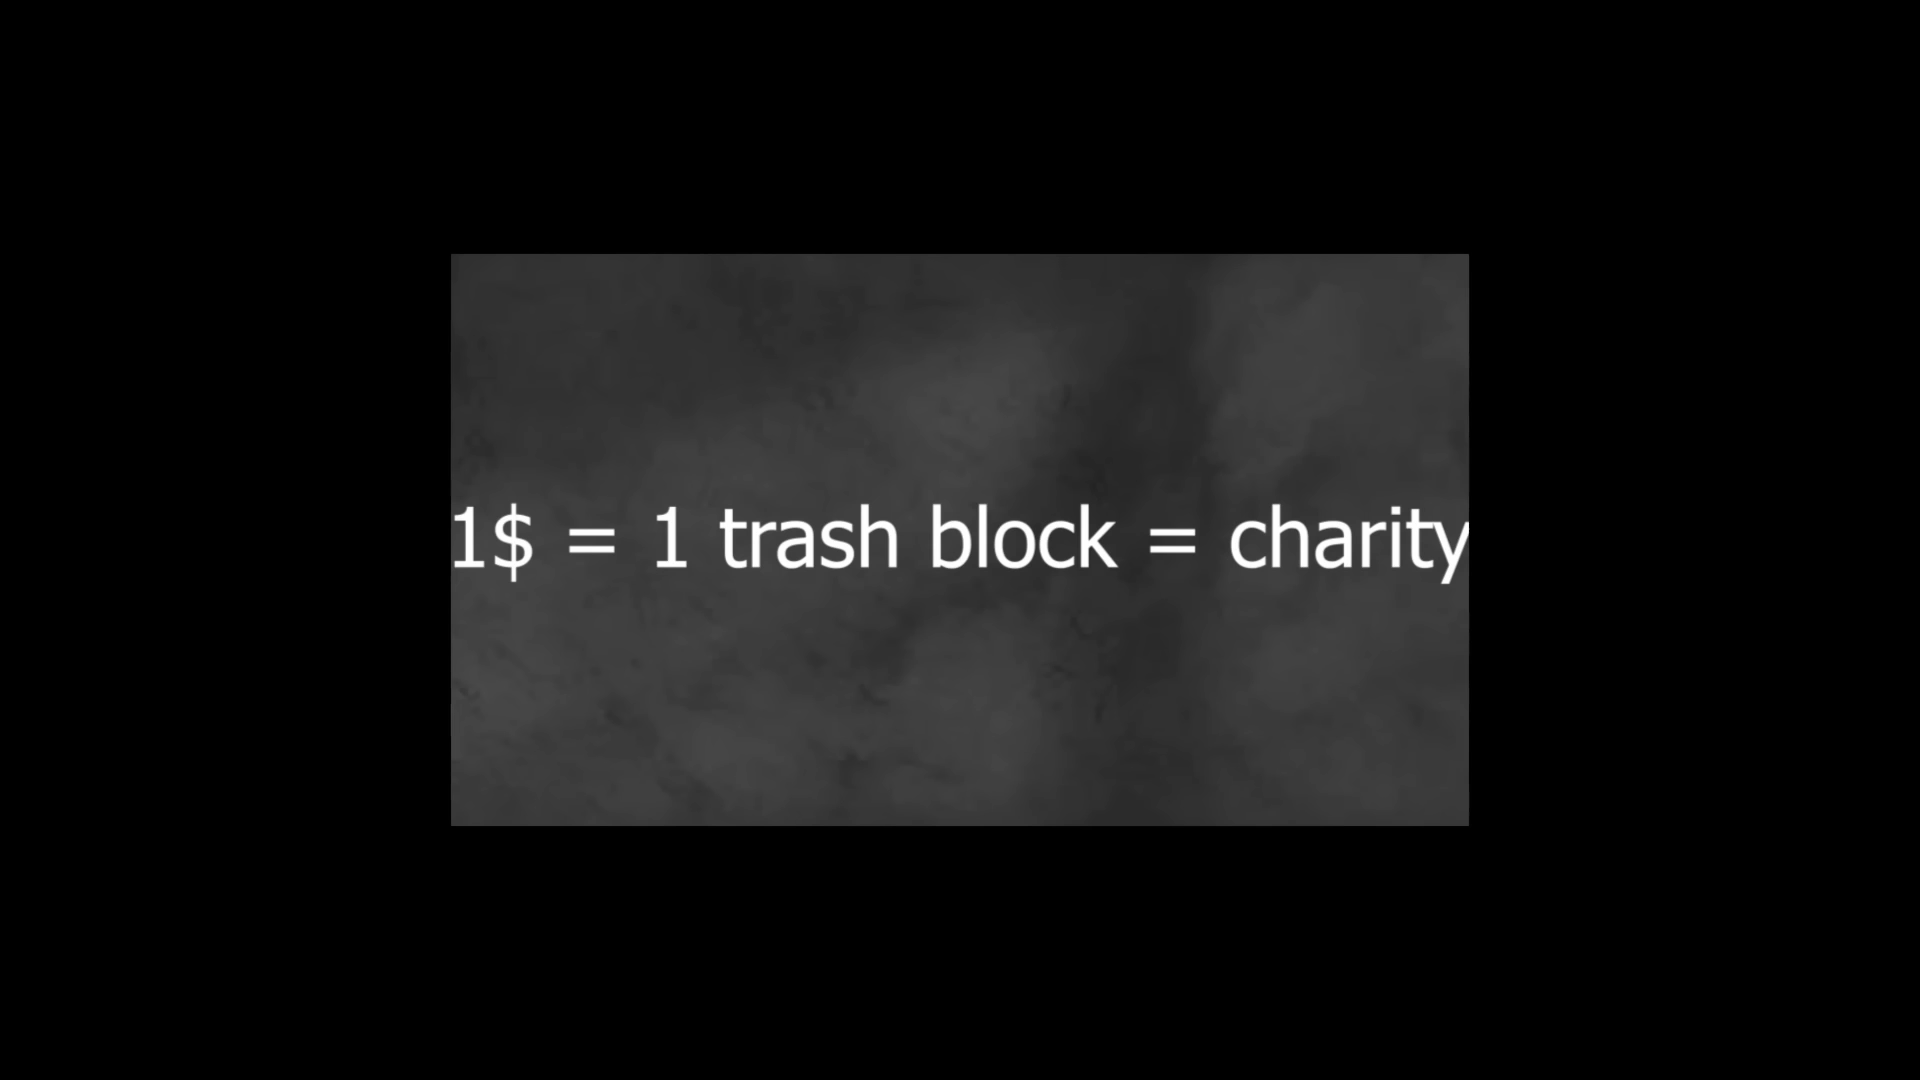 1$ = 1 trash block = charity